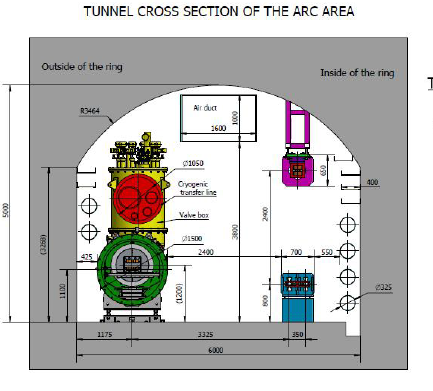 TUNNEL CROSS SECTION OF THE ARC AREA
Outside of the ring
Inside of the ring
T
R3464
Air duct
1000
1600
650
400
Ø1050
Cryogenic
transfer line
Valve box
Ø1500
5000
(3260)
2400
3800
425
2400
700
550
1100
(1200)
800
Ø325
1175
3325
350
6000